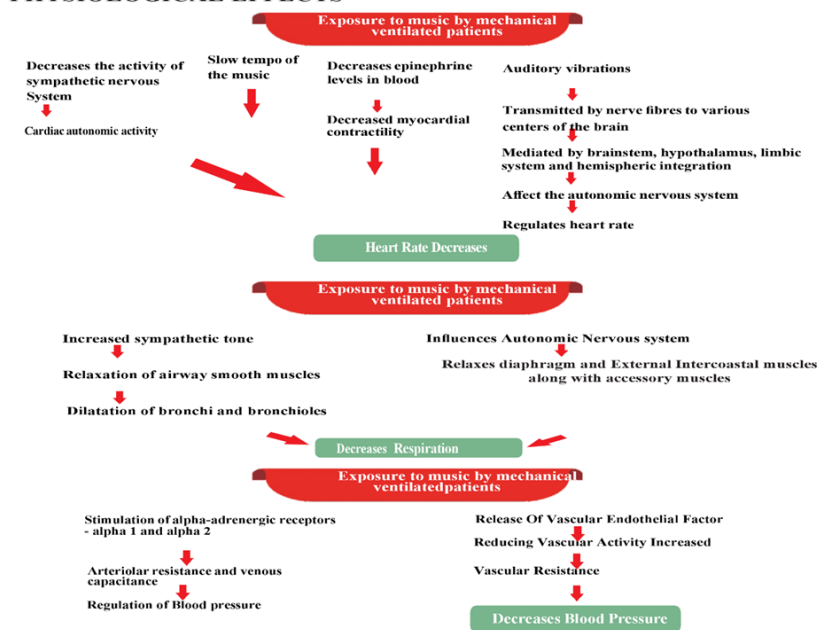 PHYSIOLOGICAL EFFECTS
Exposure to music by mechanical
ventilated patients
Decreases the activity of
sympathetic nervous
System
Cardiac autonomic activity
Slow tempo of
the music
Decreases epinephrine
levels in blood
Decreased myocardial
contractility
Auditory vibrations
Transmitted by nerve fibres to various
centers of the brain
Mediated by brainstem, hypothalamus, limbic
system and hemispheric integration
Affect the autonomic nervous system
Regulates heart rate
Heart Rate Decreases
Exposure to music by mechanical
ventilated patients
Increased sympathetic tone
Relaxation of airway smooth muscles
Dilatation of bronchi and bronchioles
Influences Autonomic Nervous system
Relaxes diaphragm and External Intercoastal muscles
along with accessory muscles
Decreases Respiration
Exposure to music by mechanical
ventilatedpatients
Stimulation of alpha-adrenergic receptors
- alpha 1 and alpha 2
Arteriolar resistance and venous
capacitance
Regulation of Blood pressure
Release Of Vascular Endothelial Factor
Reducing Vascular Activity Increased
Vascular Resistance
Decreases Blood Pressure